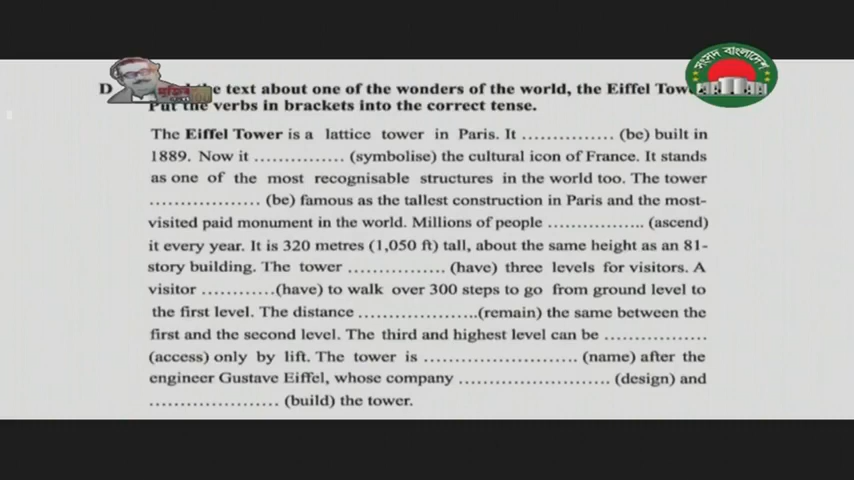 D the text about one of the wonders of the world, the Eiffel
Put the verbs in brackets into the correct tense.
সংসদ বাংলাদেশ
The Eiffel Tower is a lattice tower in Paris. It .............. (be) built in
1889. Now it .............. (symbolise) the cultural icon of France. It stands
as one of the most recognisable structures in the world too. The tower
................. (be) famous as the tallest construction in Paris and the most-
visited paid monument in the world. Millions of people ................ (ascend)
it every year. It is 320 metres (1,050 ft) tall, about the same height as an 81-
story building. The tower ................ (have) three levels for visitors. A
visitor ............(have) to walk over 300 steps to go from ground level to
the first level. The distance ....................(remain) the same between the
first and the second level. The third and highest level can be .................
(access) only by lift. The tower is .......................... (name) after the
engineer Gustave Eiffel, whose company .......................... (design) and
...................... (build) the tower.